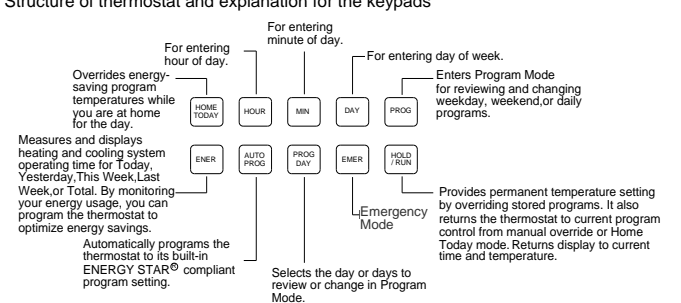 Structure of thermostat and explanation for the keypads
For entering
minute of day.
For entering
hour of day.
For entering day of week.
Overrides energy-
saving program
temperatures while
you are at home
for the day.
Enters Program Mode
for reviewing and changing
weekday, weekend,or daily
programs.
HOME
TODAY
HOUR
MIN
DAY
PROG
Measures and displays
heating and cooling system
operating time for Today,
Yesterday,This Week,Last
Week,or Total. By monitoring
your energy usage, you can
program the thermostat to
optimize energy savings.
ENER
AUTO
PROG
PROG
DAY
EMER
HOLD
/ RUN
Emergency
Mode
Provides permanent temperature setting
by overriding stored programs. It also
returns the thermostat to current program
control from manual override or Home
Today mode. Returns display to current
time and temperature.
Automatically programs the
thermostat to its built-in
ENERGY STAR® compliant
program setting.
Selects the day or days to
review or change in Program
Mode.